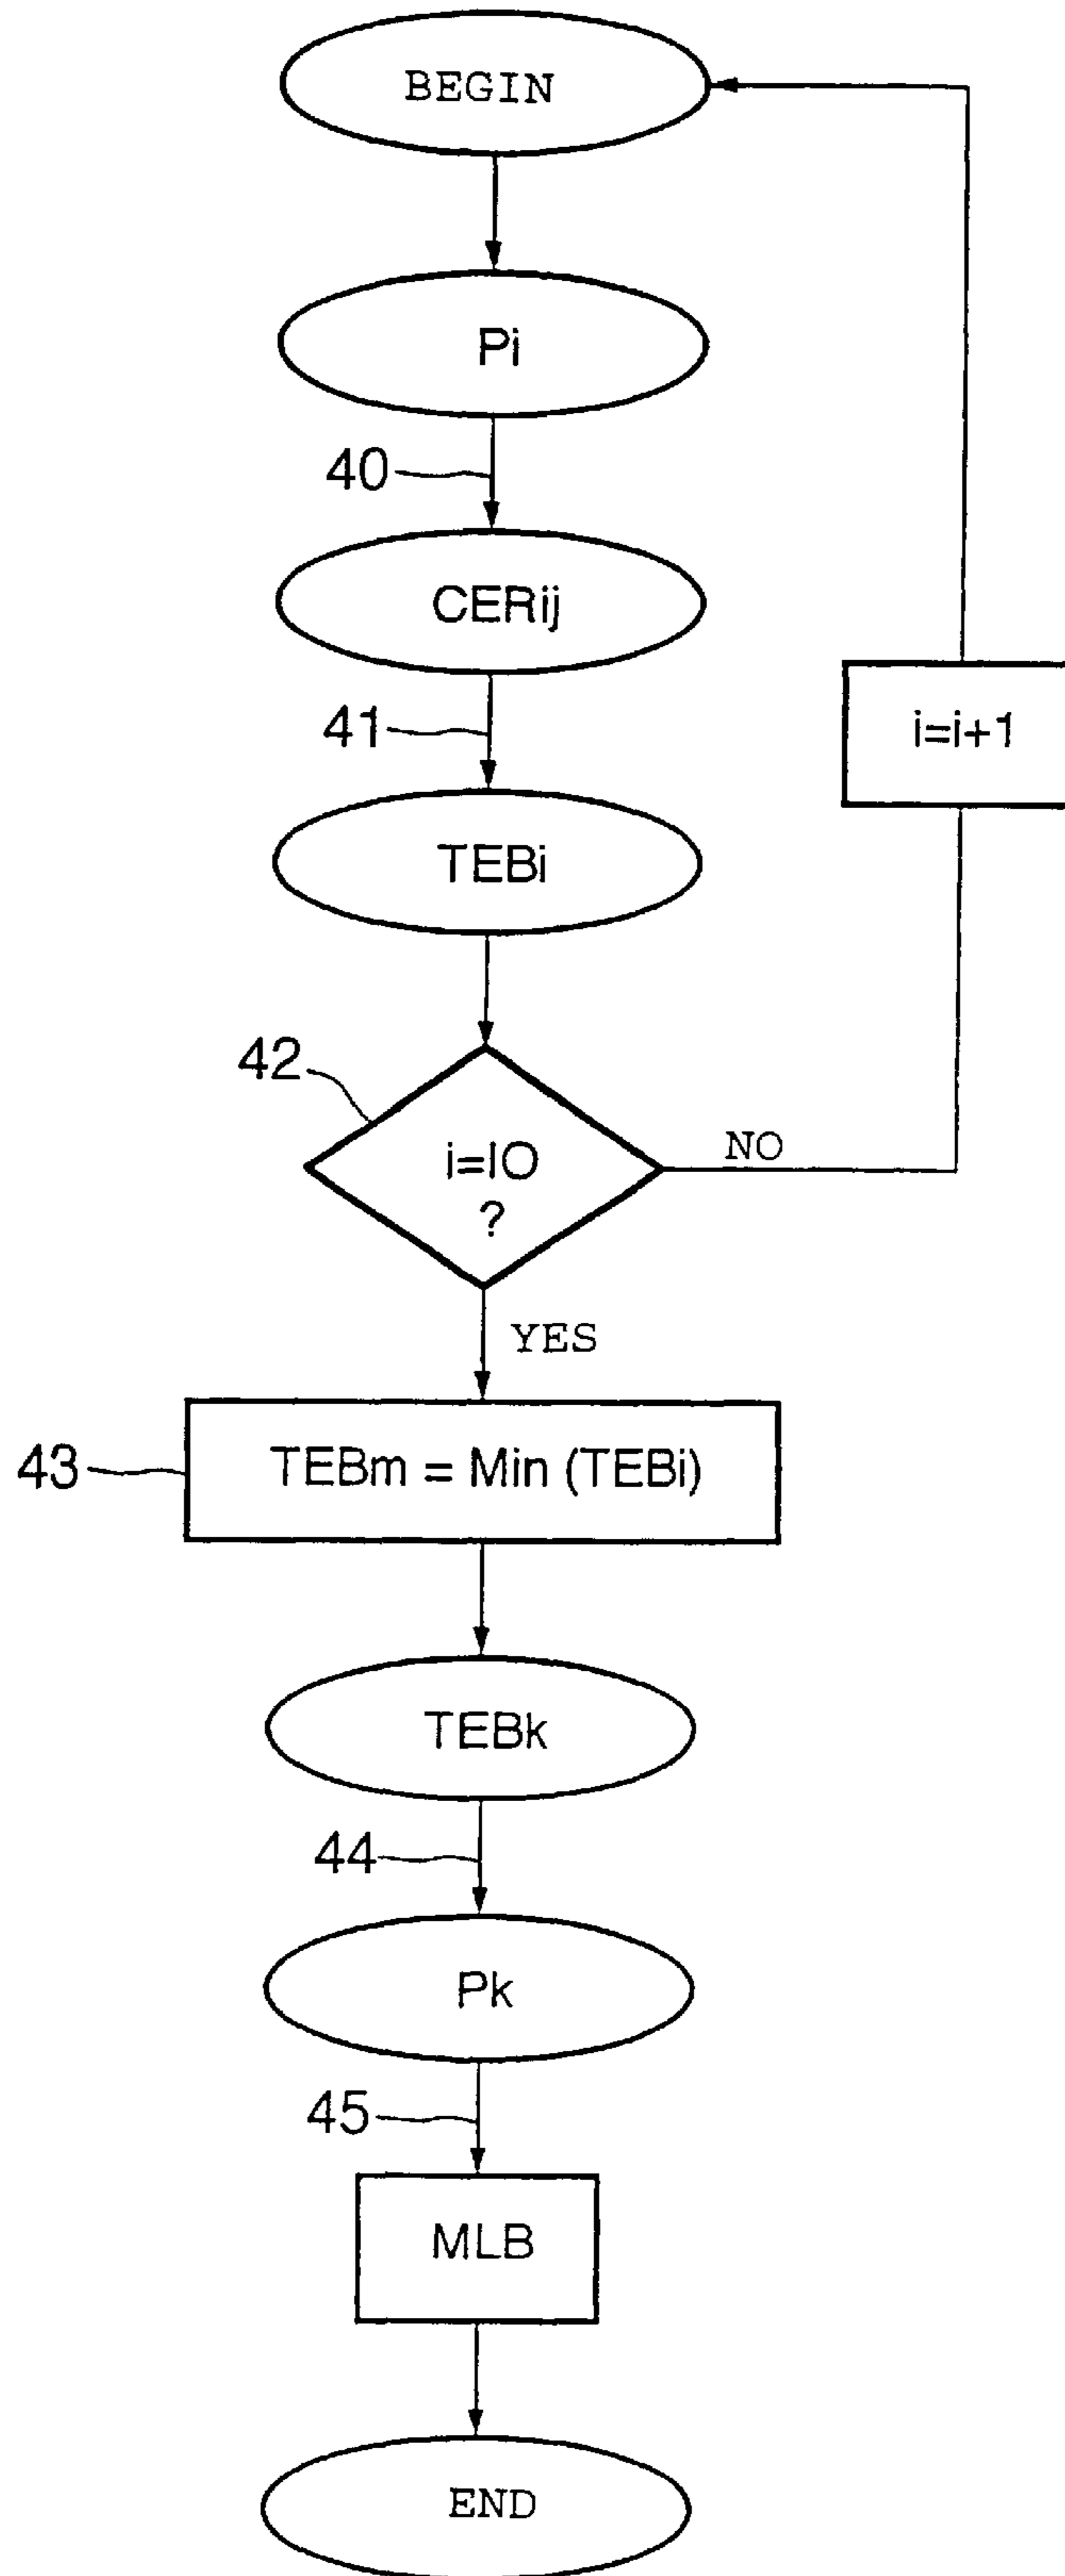 BEGIN
Pi
40
CERij
41
i=i+1
TEBi
42
i=IO
?
NO
YES
43
TEBm = Min (TEBi)
TEBk
44
Pk
45
MLB
END